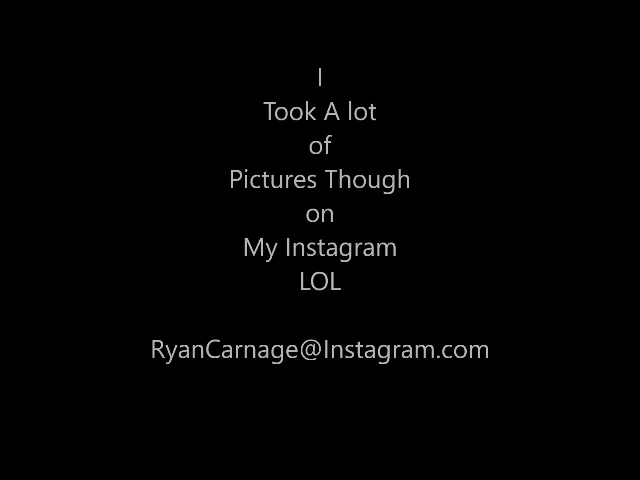 I
Took A lot
of
Pictures Though
on
My Instagram
LOL
RyanCarnage@Instagram.com